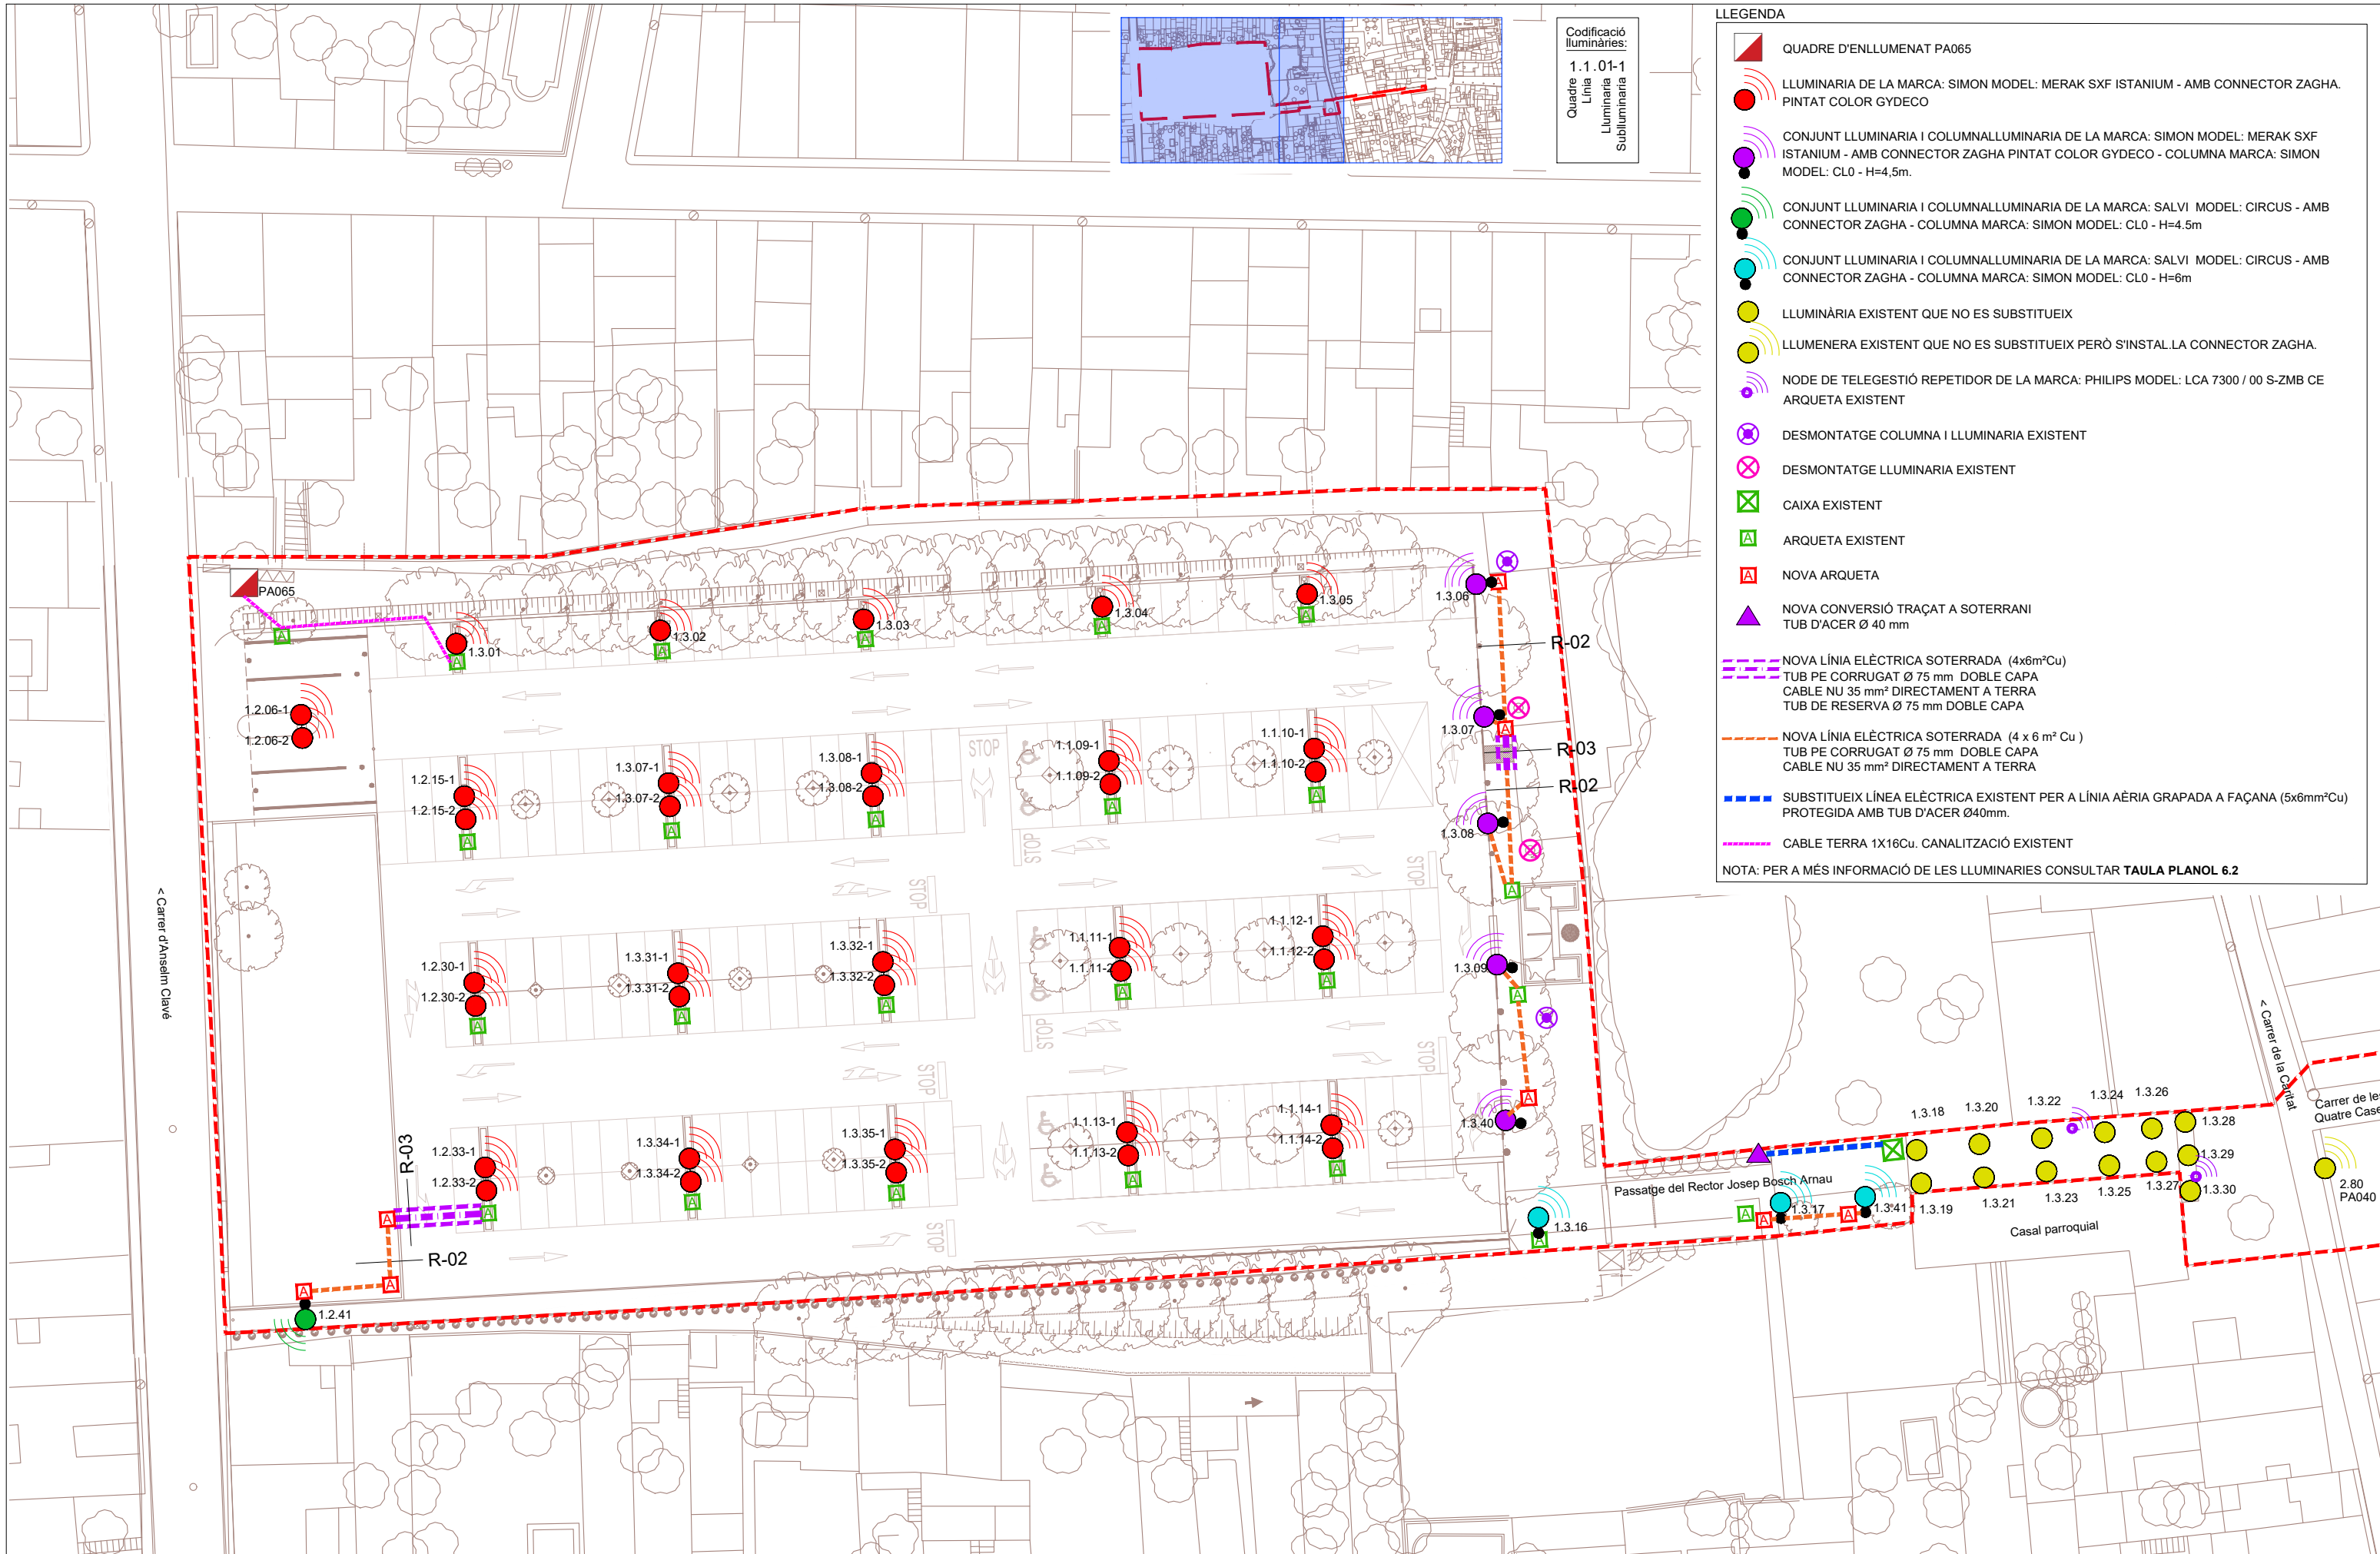 Codificació
lluminàries:
1.1.01-1
Quadre
Línia
Lluminaria
Sublluminaria
LLEGENDA
QUADRE D'ENLLUMENAT PA065
LLUMINARIA DE LA MARCA: SIMON MODEL: MERAK SXF ISTANIUM - AMB CONNECTOR ZAGHA.
PINTAT COLOR GYDECO
CONJUNT LLUMINARIA I COLUMNALLUMINARIA DE LA MARCA: SIMON MODEL: MERAK SXF
ISTANIUM - AMB CONNECTOR ZAGHA PINTAT COLOR GYDECO - COLUMNA MARCA: SIMON
MODEL: CL0 - H=4,5m.
CONJUNT LLUMINARIA I COLUMNALLUMINARIA DE LA MARCA: SALVI MODEL: CIRCUS - AMB
CONNECTOR ZAGHA - COLUMNA MARCA: SIMON MODEL: CL0 - H=4.5m
CONJUNT LLUMINARIA I COLUMNALLUMINARIA DE LA MARCA: SALVI MODEL: CIRCUS - AMB
CONNECTOR ZAGHA - COLUMNA MARCA: SIMON MODEL: CL0 - H=6m
LLUMINÀRIA EXISTENT QUE NO ES SUBSTITUEIX
LLUMENERA EXISTENT QUE NO ES SUBSTITUEIX PERÒ S'INSTAL.LA CONNECTOR ZAGHA.
NODE DE TELEGESTIÓ REPETIDOR DE LA MARCA: PHILIPS MODEL: LCA 7300 / 00 S-ZMB CE
ARQUETA EXISTENT
DESMONTATGE COLUMNA I LLUMINARIA EXISTENT
DESMONTATGE LLUMINARIA EXISTENT
CAIXA EXISTENT
A ARQUETA EXISTENT
A NOVA ARQUETA
NOVA CONVERSIÓ TRAÇAT A SOTERRANI
TUB D'ACER Ø 40 mm
NOVA LÍNIA ELÈCTRICA SOTERRADA (4x6m²Cu)
TUB PE CORRUGAT Ø 75 mm DOBLE CAPA
CABLE NU 35 mm² DIRECTAMENT A TERRA
TUB DE RESERVA Ø 75 mm DOBLE CAPA
NOVA LÍNIA ELÈCTRICA SOTERRADA (4 x 6 m² Cu )
TUB PE CORRUGAT Ø 75 mm DOBLE CAPA
CABLE NU 35 mm² DIRECTAMENT A TERRA
SUBSTITUEIX LÍNEA ELÈCTRICA EXISTENT PER A LÍNIA AÈRIA GRAPADA A FAÇANA (5x6mm²Cu)
PROTEGIDA AMB TUB D'ACER Ø40mm.
CABLE TERRA 1X16Cu. CANALITZACIÓ EXISTENT
NOTA: PER A MÉS INFORMACIÓ DE LES LLUMINARIES CONSULTAR TAULA PLANOL 6.2
PA065
1.3.01
1.3.02
1.3.03
1.3.04
1.3.05
1.3.06
R-02
1.2.06-1
1.2.06-2
1.3.07
R-03
R-02
1.2.15-1
1.2.15-2
1.3.07-1
1.3.07-2
1.3.08-1
1.3.08-2
STOP
1.1.09-1
1.1.09-2
1.1.10-1
1.1.10-2
1.3.08
STOP
STOP
STOP
< Carrer d'Anselm Clavé
1.2.30-1
1.2.30-2
1.3.31-1
1.3.31-2
1.3.32-1
1.3.32-2
1.1.11-1
1.1.11-2
1.1.12-1
1.1.12-2
1.3.09
STOP
STOP
STOP
1.2.33-1
1.2.33-2
1.3.34-1
1.3.34-2
1.3.35-1
1.3.35-2
1.1.13-1
1.1.13-2
1.1.14-1
1.1.14-2
1.3.40
R-03
R-02
STOP
1.2.41
1.3.16
Passatge del Rector Josep Bosch Arnau
1.3.17
1.3.41
1.3.18
1.3.20
1.3.22
1.3.24
1.3.26
1.3.28
1.3.29
1.3.30
1.3.19
1.3.21
1.3.23
1.3.25
1.3.27
Casal parroquial
< Carrer de la Caritat
Carrer de les
Quatre Case
2.80
PA040